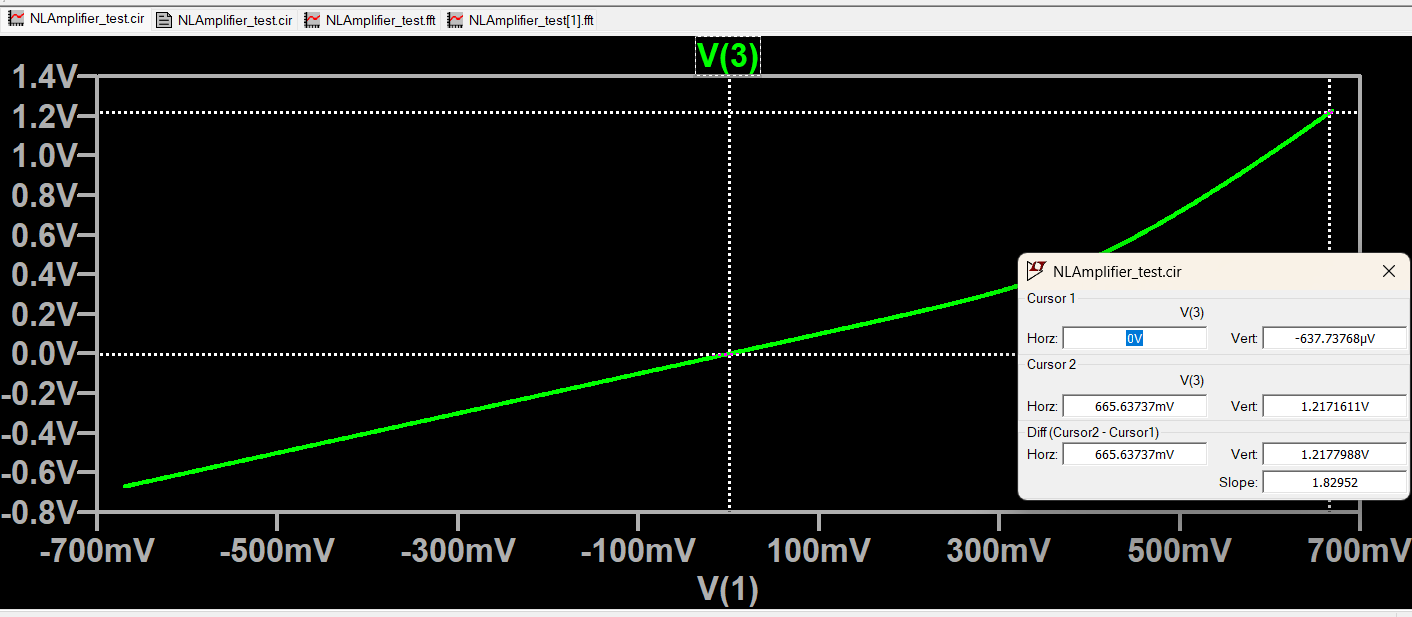 NLAmplifier_test.cir NLAmplifier_test.cir NLAmplifier_test.fft NLAmplifier_test[1].fft
V(3)
1.4V
1.2V
1.0V
0.8V
0.6V
0.4V
0.2V
0.0V
-0.2V
-0.4V
-0.6V
-0.8V
-700mV -500mV -300mV -100mV 100mV 300mV 500mV 700mV
V(1)
NLAmplifier_test.cir
Cursor 1
V(3)
Horz: 0V Vert: -637.73768µV
Cursor 2
V(3)
Horz: 665.63737mV Vert: 1.2171611V
Diff (Cursor2 - Cursor1)
Horz: 665.63737mV Vert: 1.2177988V
Slope: 1.82952